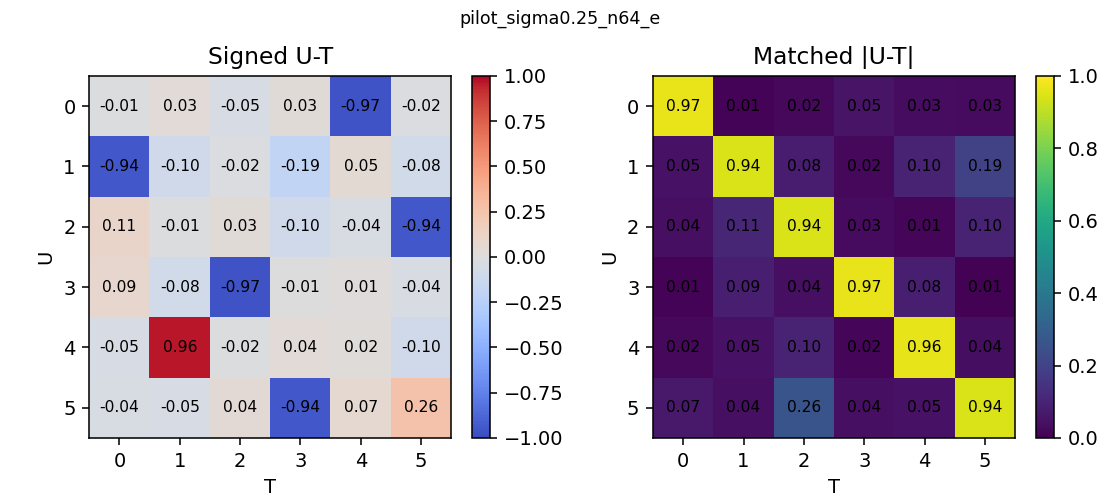 pilot_sigma0.25_n64_e
Signed U-T
Matched |U-T|
0 -0.01 0.03 -0.05 0.03 -0.97 -0.02
1 -0.94 -0.10 -0.02 -0.19 0.05 -0.08
2 0.11 -0.01 0.03 -0.10 -0.04 -0.94
3 0.09 -0.08 -0.97 -0.01 0.01 -0.04
4 -0.05 0.96 -0.02 0.04 0.02 -0.10
5 -0.04 -0.05 0.04 -0.94 0.07 0.26
0 1 2 3 4 5
T
U
1.00
0.75
0.50
0.25
0.00
−0.25
−0.50
−0.75
−1.00
0 0.97 0.01 0.02 0.05 0.03 0.03
1 0.05 0.94 0.08 0.02 0.10 0.19
2 0.04 0.11 0.94 0.03 0.01 0.10
3 0.01 0.09 0.04 0.97 0.08 0.01
4 0.02 0.05 0.10 0.02 0.96 0.04
5 0.07 0.04 0.26 0.04 0.05 0.94
0 1 2 3 4 5
T
U
1.0
0.8
0.6
0.4
0.2
0.0